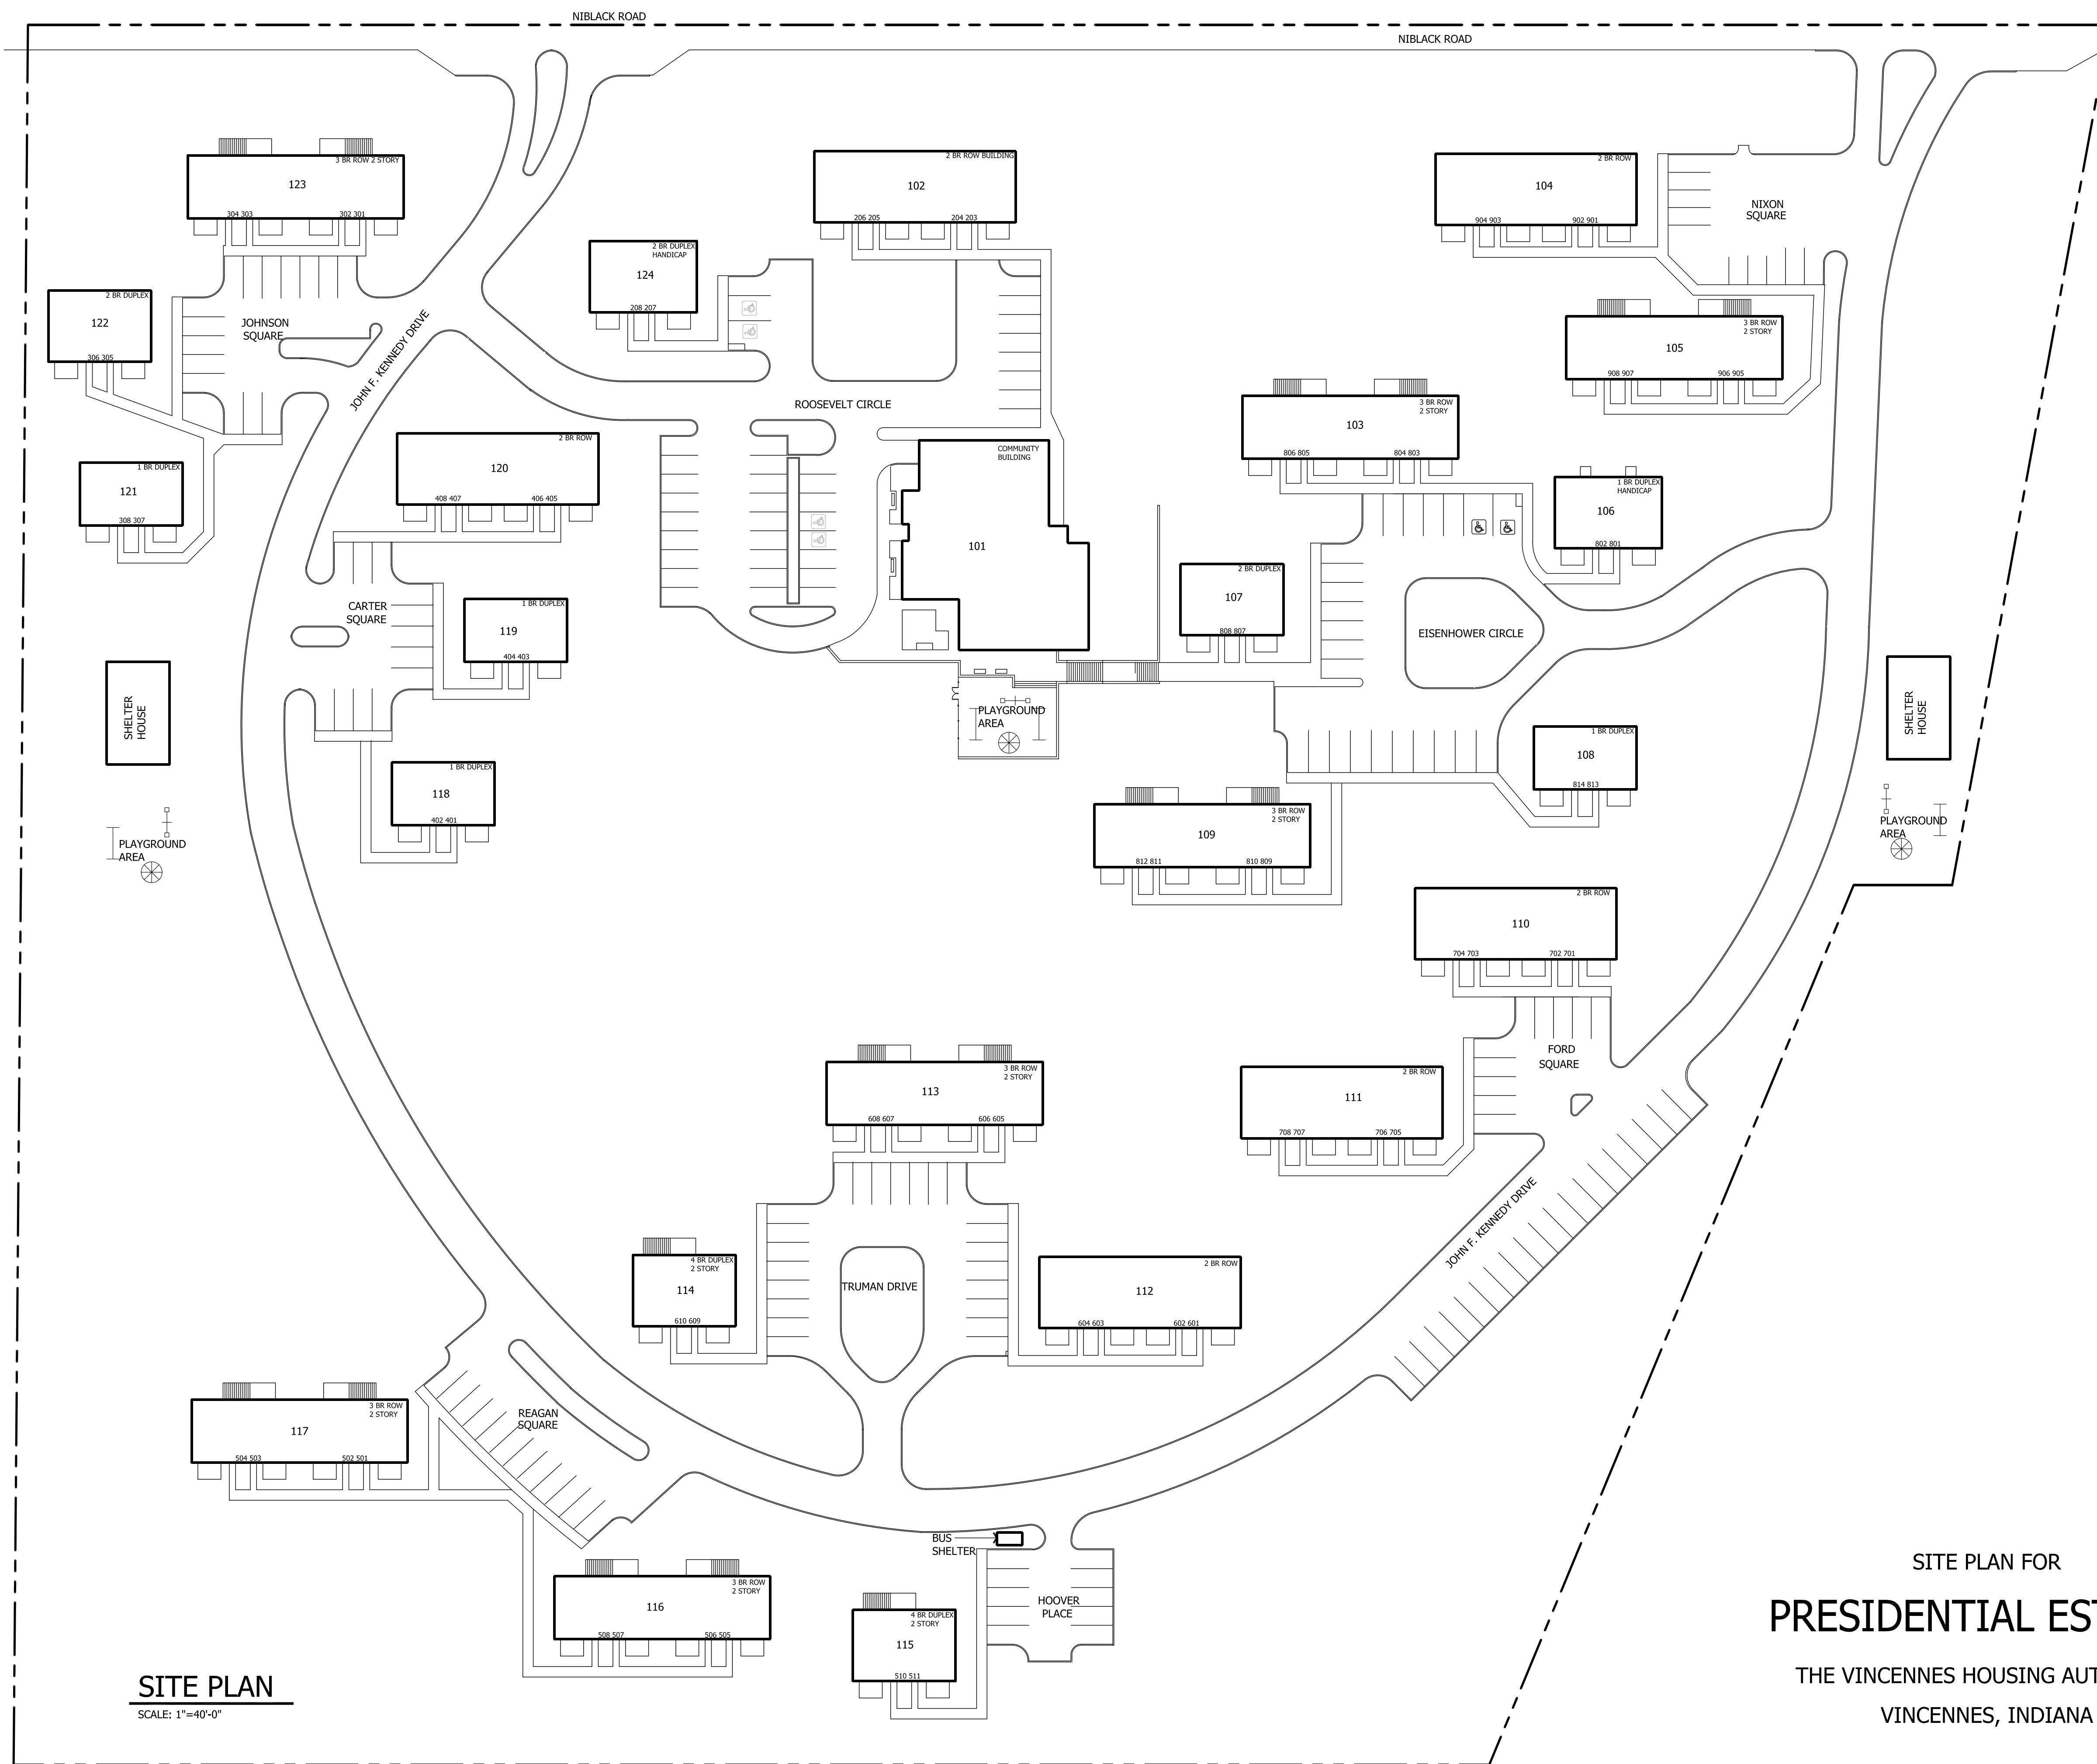 NIBLACK ROAD
NIBLACK ROAD
3 BR ROW 2 STORY
123
304 303
302 301
2 BR ROW BUILDING
102
206 205
204 203
2 BR ROW
104
904 903
902 901
NIXON
SQUARE
2 BR DUPLEX
HANDICAP
124
208 207
2 BR DUPLEX
122
306 305
JOHNSON
SQUARE
JOHN F. KENNEDY DRIVE
3 BR ROW
2 STORY
105
908 907
906 905
ROOSEVELT CIRCLE
3 BR ROW
2 STORY
103
806 805
804 803
2 BR ROW
120
408 407
406 405
1 BR DUPLEX
121
308 307
COMMUNITY
BUILDING
101
1 BR DUPLEX
HANDICAP
106
802 801
2 BR DUPLEX
107
808 807
EISENHOWER CIRCLE
CARTER
SQUARE
1 BR DUPLEX
119
404 403
SHELTER
HOUSE
SHELTER
HOUSE
PLAYGROUND
AREA
1 BR DUPLEX
108
814 813
1 BR DUPLEX
118
402 401
3 BR ROW
2 STORY
109
812 811
810 809
PLAYGROUND
AREA
PLAYGROUND
AREA
2 BR ROW
110
704 703
702 701
FORD
SQUARE
3 BR ROW
2 STORY
113
608 607
606 605
2 BR ROW
111
708 707
706 705
JOHN F. KENNEDY DRIVE
4 BR DUPLEX
2 STORY
114
610 609
TRUMAN DRIVE
2 BR ROW
112
604 603
602 601
3 BR ROW
2 STORY
117
504 503
502 501
REAGAN
SQUARE
BUS
SHELTER
3 BR ROW
2 STORY
116
508 507
506 505
4 BR DUPLEX
2 STORY
115
510 511
HOOVER
PLACE
SITE PLAN
SCALE: 1"=40'-0"
SITE PLAN FOR
PRESIDENTIAL EST
THE VINCENNES HOUSING AUT
VINCENNES, INDIANA